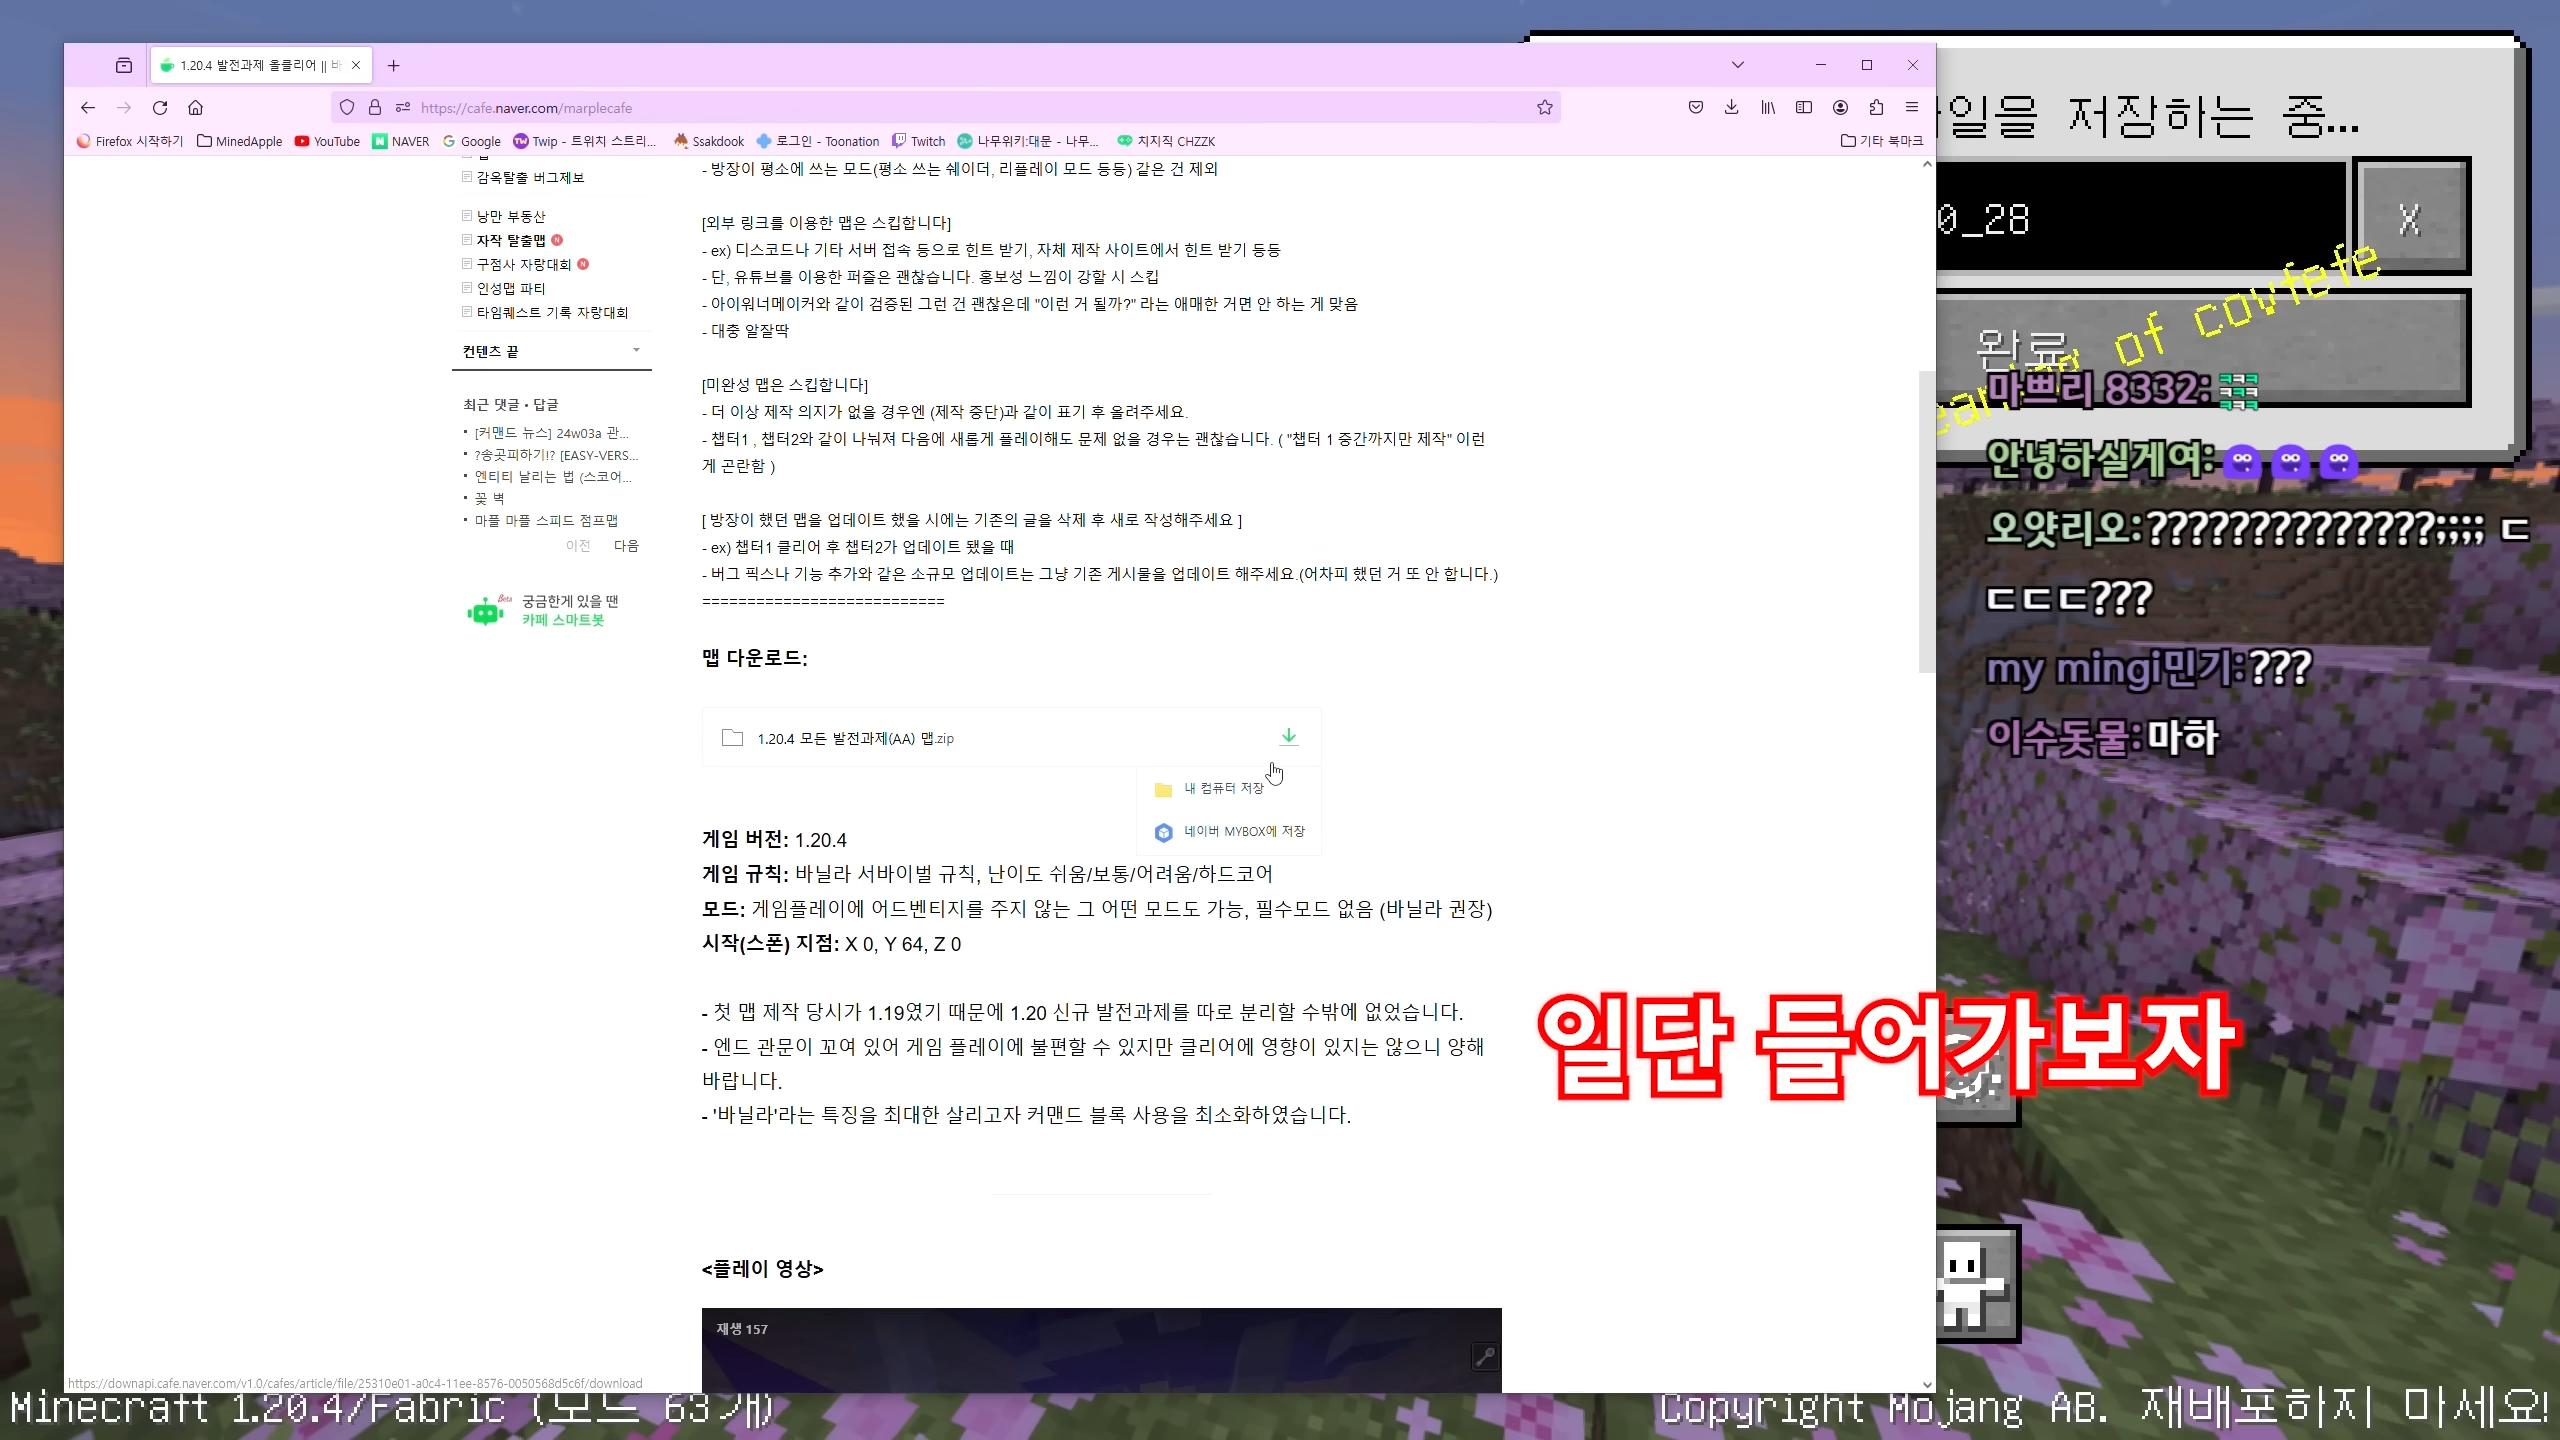 1.20.4 발전과제 올클리어 || 바
https://cafe.naver.com/marplecafe
Firefox 시작하기
MinedApple
YouTube
NAVER
Google
Twip - 트위치 스트리...
Ssakdook
로그인 - Toonation
Twitch
나무위키:대문 - 나무...
치지직 CHZZK
기타 북마크
감옥탈출 버그제보
낭만 부동산
자작 탈출맵 N
구점사 자랑대회 N
인성맵 파티
타임퀘스트 기록 자랑대회
컨텐츠 끝
최근 댓글 • 답글
• [커맨드 뉴스] 24w03a 관...
• ?송곳피하기!? [EASY-VERS...
• 엔티티 날리는 법 (스코어...
• 꽃 벽
• 마플 마플 스피드 점프맵
이전 다음
Beta
궁금한게 있을 땐
카페 스마트봇
- 방장이 평소에 쓰는 모드(평소 쓰는 쉐이더, 리플레이 모드 등등) 같은 건 제외
[외부 링크를 이용한 맵은 스킵합니다]
- ex) 디스코드나 기타 서버 접속 등으로 힌트 받기, 자체 제작 사이트에서 힌트 받기 등등
- 단, 유튜브를 이용한 퍼즐은 괜찮습니다. 홍보성 느낌이 강할 시 스킵
- 아이워너메이커와 같이 검증된 그런 건 괜찮은데 "이런 거 될까?" 라는 애매한 거면 안 하는 게 맞음
- 대충 알잘딱
[미완성 맵은 스킵합니다]
- 더 이상 제작 의지가 없을 경우엔 (제작 중단)과 같이 표기 후 올려주세요.
- 챕터1 , 챕터2와 같이 나눠져 다음에 새롭게 플레이해도 문제 없을 경우는 괜찮습니다. ( "챕터 1 중간까지만 제작" 이런
게 곤란함 )
[ 방장이 했던 맵을 업데이트 했을 시에는 기존의 글을 삭제 후 새로 작성해주세요 ]
- ex) 챕터1 클리어 후 챕터2가 업데이트 됐을 때
- 버그 픽스나 기능 추가와 같은 소규모 업데이트는 그냥 기존 게시물을 업데이트 해주세요.(어차피 했던 거 또 안 합니다.)
===========================
맵 다운로드:
1.20.4 모든 발전과제(AA) 맵.zip
내 컴퓨터 저장
네이버 MYBOX에 저장
게임 버전: 1.20.4
게임 규칙: 바닐라 서바이벌 규칙, 난이도 쉬움/보통/어려움/하드코어
모드: 게임플레이에 어드벤티지를 주지 않는 그 어떤 모드도 가능, 필수모드 없음 (바닐라 권장)
시작(스폰) 지점: X 0, Y 64, Z 0
- 첫 맵 제작 당시가 1.19였기 때문에 1.20 신규 발전과제를 따로 분리할 수밖에 없었습니다.
- 엔드 관문이 꼬여 있어 게임 플레이에 불편할 수 있지만 클리어에 영향이 있지는 않으니 양해
바랍니다.
- '바닐라'라는 특징을 최대한 살리고자 커맨드 블록 사용을 최소화하였습니다.
<플레이 영상>
재생 157
https://downapi.cafe.naver.com/v1.0/cafes/article/file/25310e01-a0c4-11ee-8576-0050568d5c6f/download
일을 저장하는 중...
0_28
X
완료
of covfefe
마쁘리 8332: ㅋㅋㅋ
안녕하실게여:
오얏리오:??????????????;;;; ㄷ
ㄷㄷㄷ???
my mingi민기:???
이수돗물:마하
일단 들어가보자
Minecraft 1.20.4/Fabric (모드 63개)
Copyright Mojang AB. 재배포하지 마세요!